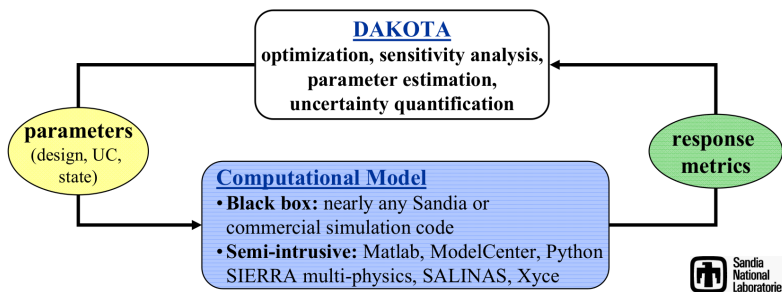 DAKOTA
optimization, sensitivity analysis,
parameter estimation,
uncertainty quantification
parameters
(design, UC,
state)
response
metrics
Computational Model
• Black box: nearly any Sandia or
commercial simulation code
• Semi-intrusive: Matlab, ModelCenter, Python
SIERRA multi-physics, SALINAS, Xyce
Sandia
National
Laboratorie